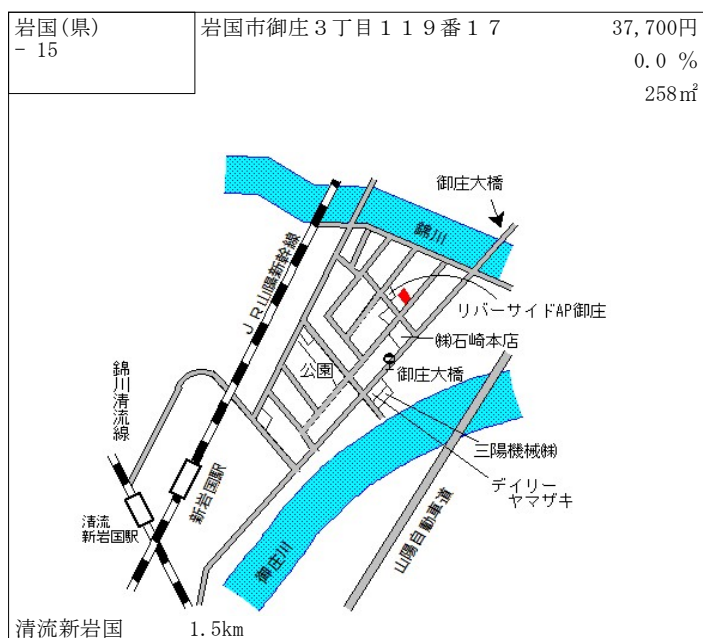 岩国(県)
- 15
岩国市御庄３丁目１１９番１７
37,700円
0.0 %
258㎡
御庄大橋
錦川
ＪＲ山陽新幹線
リバーサイドAP御庄
㈱石崎本店
公園
御庄大橋
錦川清流線
三陽機械㈱
デイリー
ヤマザキ
新岩国駅
山陽自動車道
清流
新岩国駅
御庄川
清流新岩国
1.5km